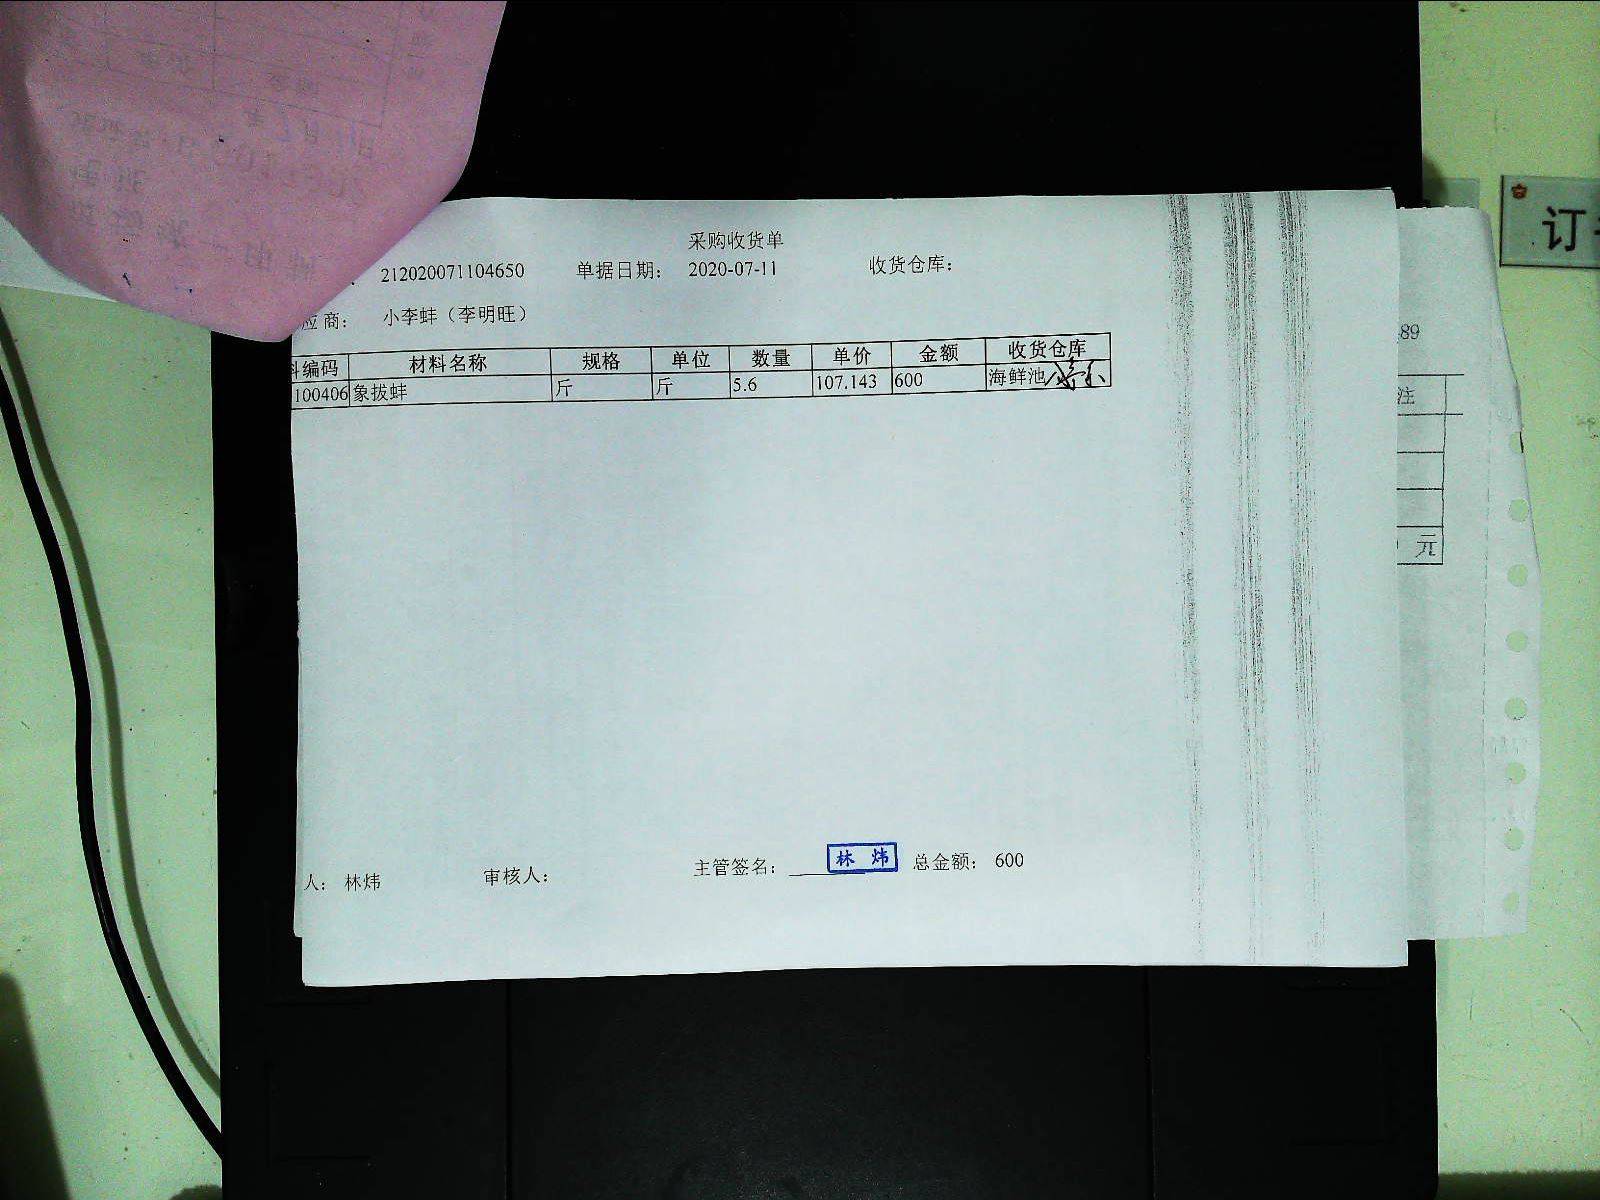 采购收货单
212020071104650 单据日期： 2020-07-11 收货仓库：
应商： 小李蚌（李明旺）
料编码 材料名称 规格 单位 数量 单价 金额 收货仓库
100406 象拔蚌 斤 斤 5.6 107.143 600 海鲜池
人： 林炜 审核人： 主管签名： 林炜 总金额： 600
订
89
注
元